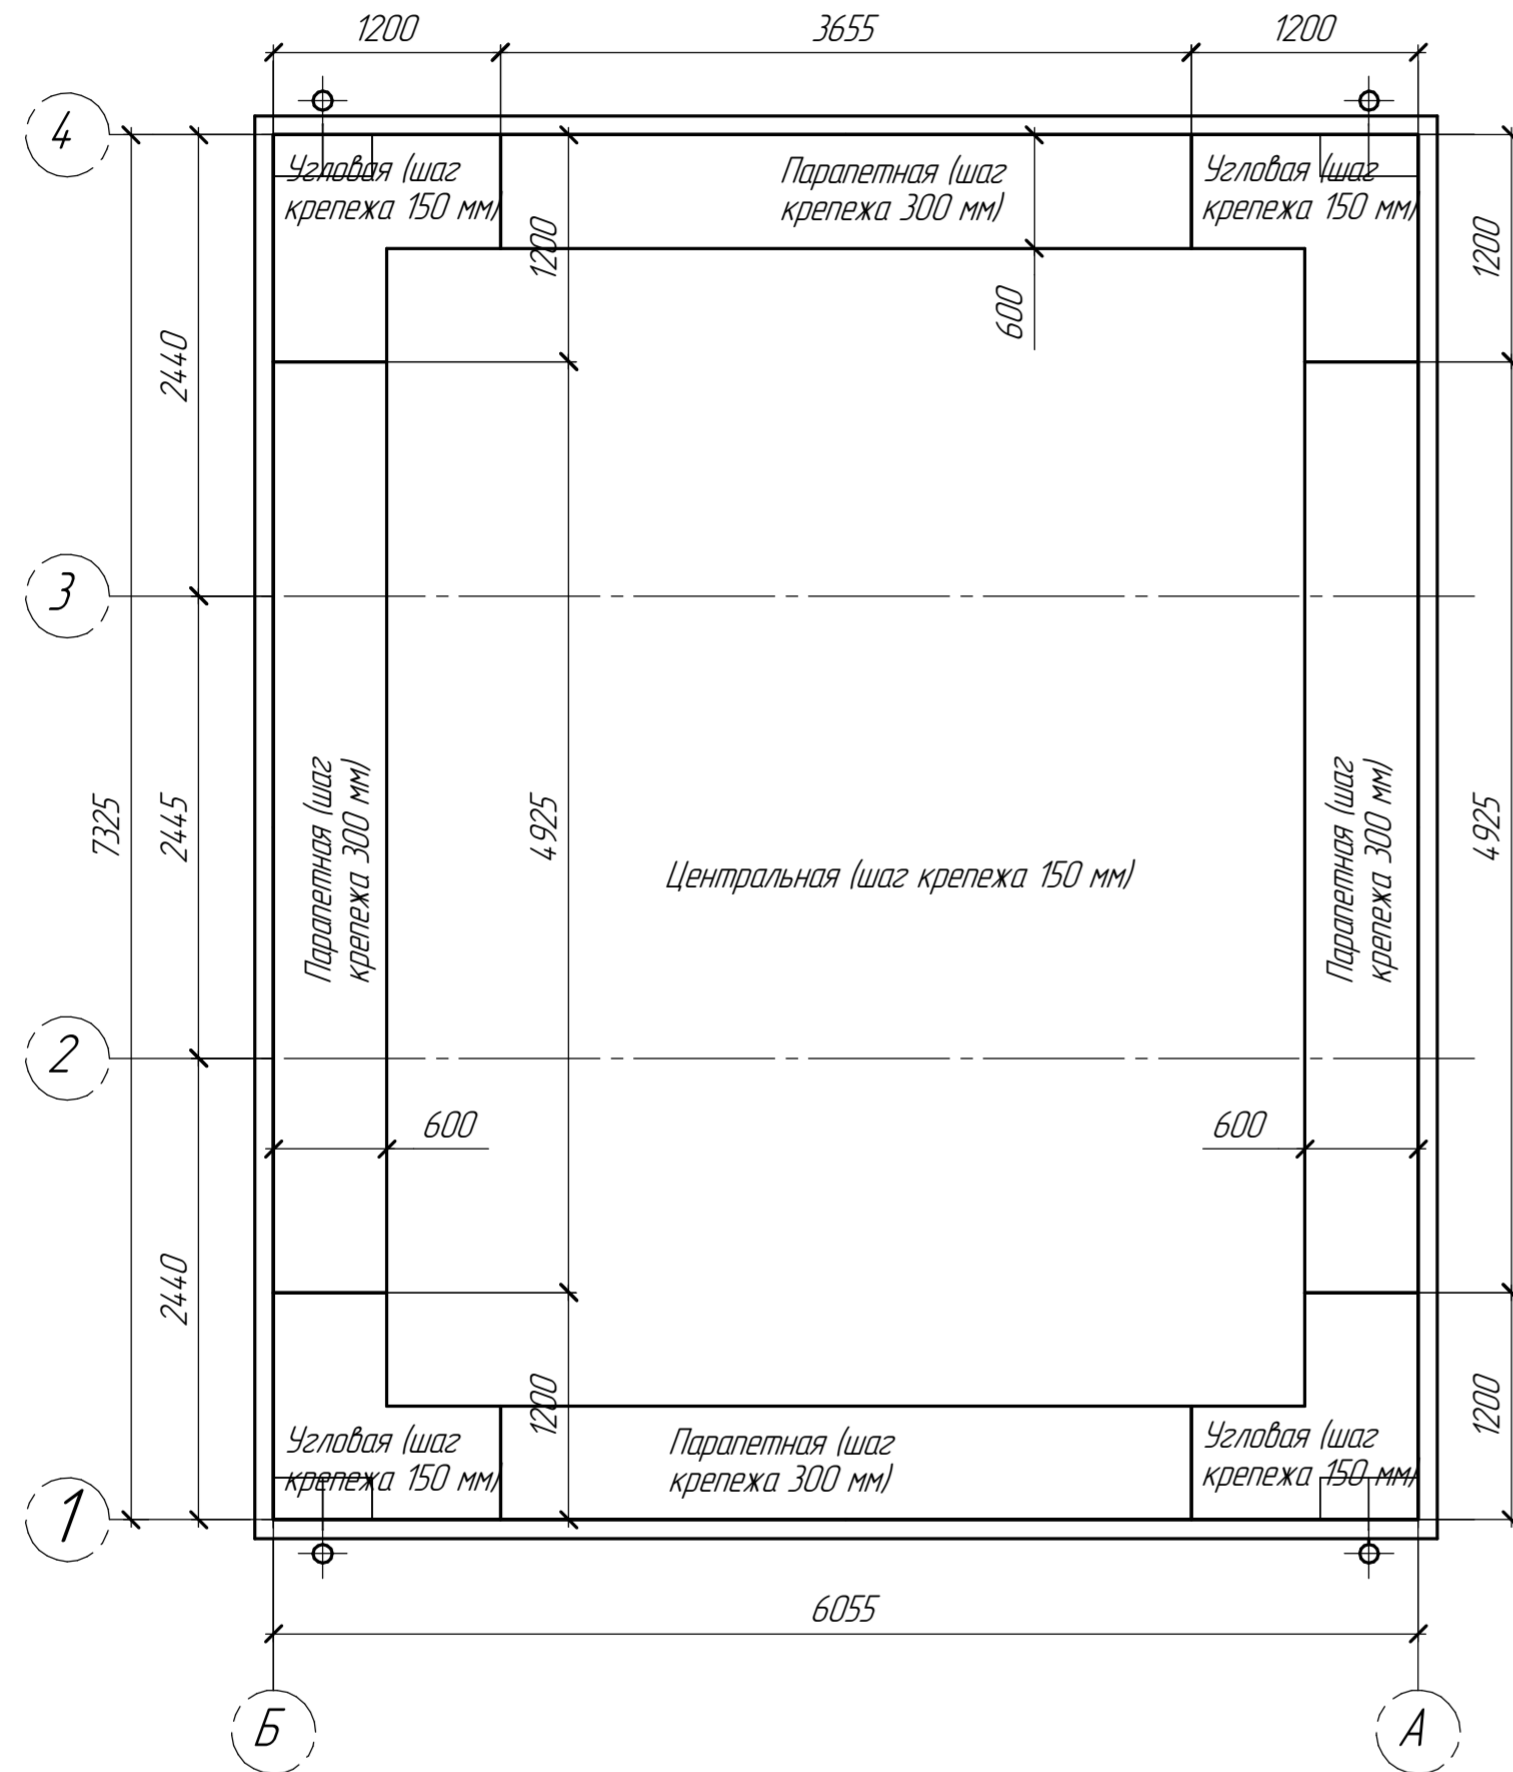 1200
3655
1200
4
Угловая (шаг
крепежа 150 мм)
Парапетная (шаг
крепежа 300 мм)
Угловая (шаг
крепежа 150 мм)
1200
1200
600
2440
3
7325
2445
Парапетная (шаг
крепежа 300 мм)
4925
Центральная (шаг крепежа 150 мм)
Парапетная (шаг
крепежа 300 мм)
4925
2
600
600
2440
1200
1200
Угловая (шаг
крепежа 150 мм)
Парапетная (шаг
крепежа 300 мм)
Угловая (шаг
крепежа 150 мм)
1
6055
Б
А